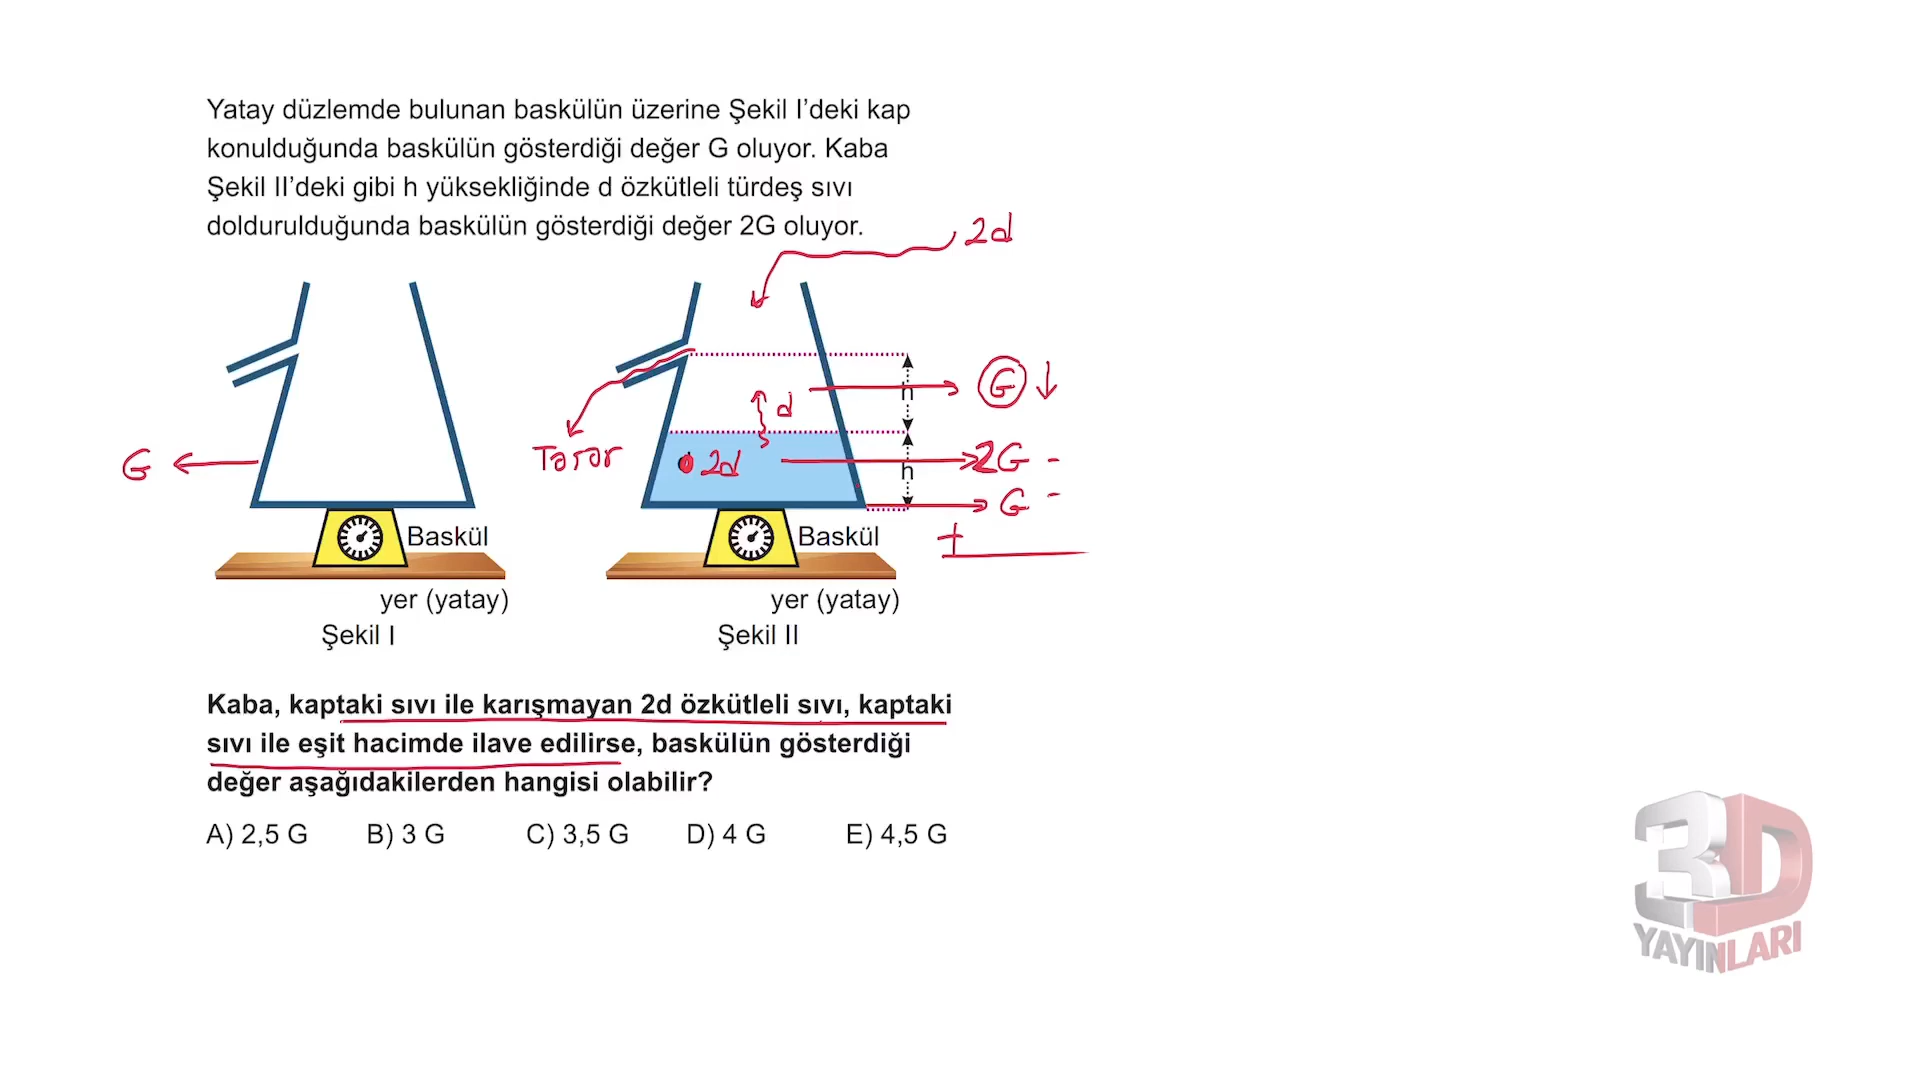 Yatay düzlemde bulunan baskülün üzerine Şekil I'deki kap
konulduğunda baskülün gösterdiği değer G oluyor. Kaba
Şekil II'deki gibi h yüksekliğinde d özkütleli türdeş sıvı
doldurulduğunda baskülün gösterdiği değer 2G oluyor.
2d
h
G
d
Taşar
2d
h
2G -
G
G -
+
Baskül
Baskül
yer (yatay)
yer (yatay)
Şekil I
Şekil II
Kaba, kaptaki sıvı ile karışmayan 2d özkütleli sıvı, kaptaki
sıvı ile eşit hacimde ilave edilirse, baskülün gösterdiği
değer aşağıdakilerden hangisi olabilir?
A) 2,5 G B) 3 G C) 3,5 G D) 4 G E) 4,5 G
3D
YAYINLARI